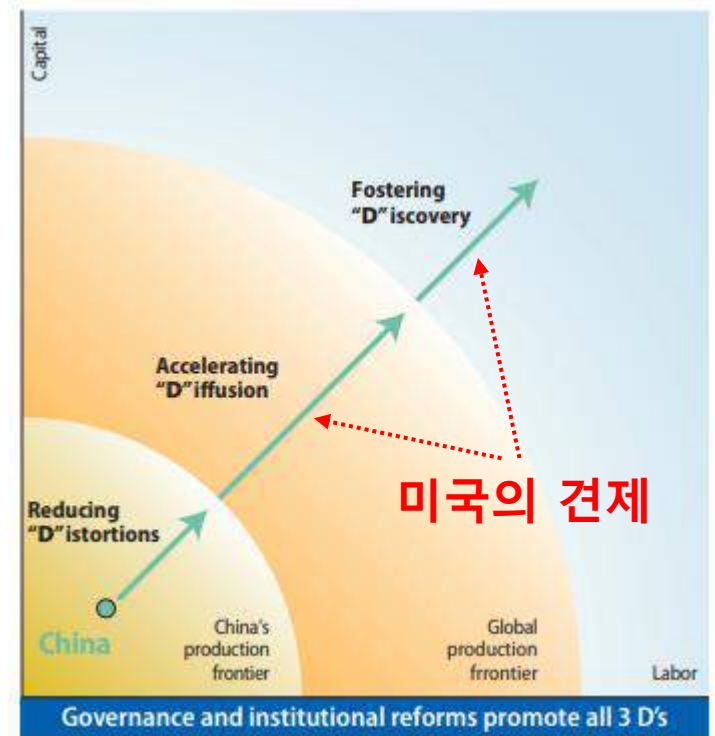 Capital
Fostering
“D”iscovery
Accelerating
“D”iffusion
미국의 견제
Reducing
“D”istortions
China
China's
production
frontier
Global
production
frrontier
Labor
Governance and institutional reforms promote all 3 D's